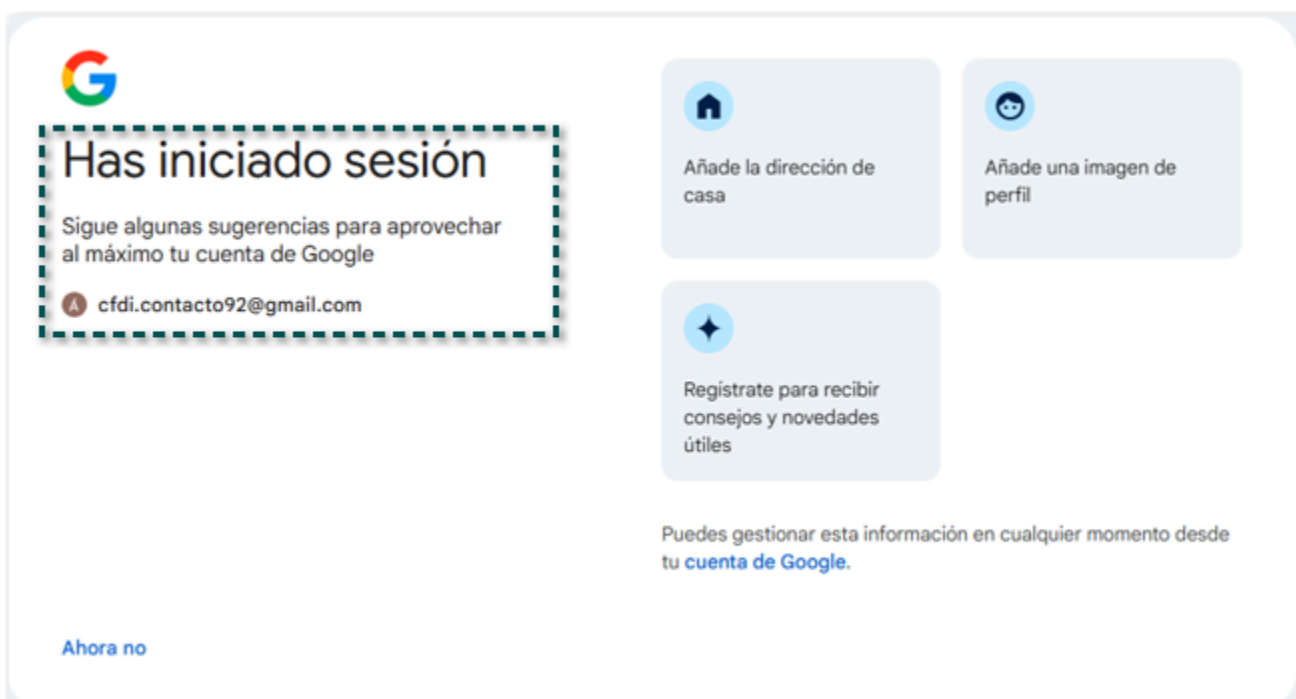 Has iniciado sesión
Sigue algunas sugerencias para aprovechar
al máximo tu cuenta de Google
A cfdi.contacto92@gmail.com
Añade la dirección de
casa
Añade una imagen de
perfil
Regístrate para recibir
consejos y novedades
útiles
Puedes gestionar esta información en cualquier momento desde
tu cuenta de Google.
Ahora no